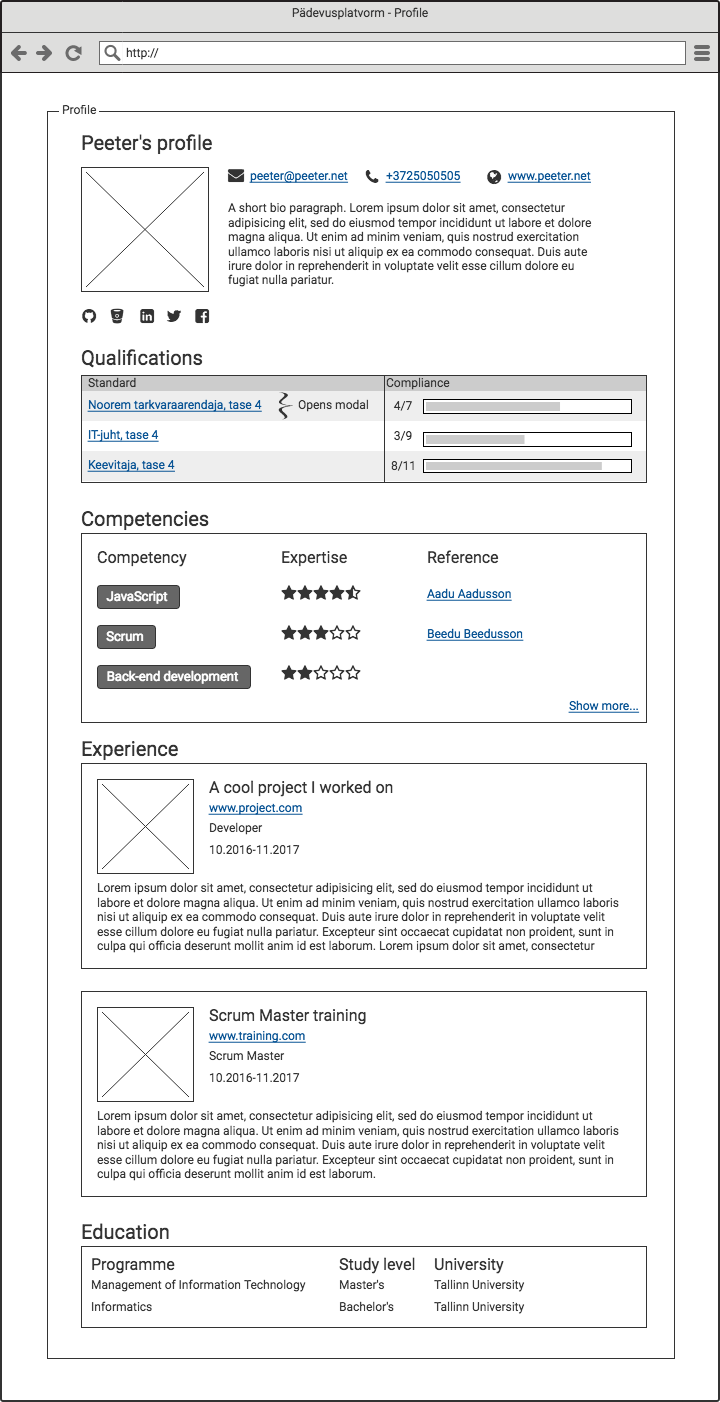 Pädevusplatvorm - Profile
http://
Profile
Peeter's profile
peeter@peeter.net +3725050505 www.peeter.net
A short bio paragraph. Lorem ipsum dolor sit amet, consectetur
adipisicing elit, sed do eiusmod tempor incididunt ut labore et dolore
magna aliqua. Ut enim ad minim veniam, quis nostrud exercitation
ullamco laboris nisi ut aliquip ex ea commodo consequat. Duis aute
irure dolor in reprehenderit in voluptate velit esse cillum dolore eu
fugiat nulla pariatur.
Qualifications
Standard Compliance
Noorem tarkvaraarendaja, tase 4 Opens modal 4/7
IT-juht, tase 4 3/9
Keevitaja, tase 4 8/11
Competencies
Competency Expertise Reference
JavaScript Aadu Aadusson
Scrum Beedu Beedusson
Back-end development
Show more...
Experience
A cool project I worked on
www.project.com
Developer
10.2016-11.2017
Lorem ipsum dolor sit amet, consectetur adipisicing elit, sed do eiusmod tempor incididunt ut
labore et dolore magna aliqua. Ut enim ad minim veniam, quis nostrud exercitation ullamco laboris
nisi ut aliquip ex ea commodo consequat. Duis aute irure dolor in reprehenderit in voluptate velit
esse cillum dolore eu fugiat nulla pariatur. Excepteur sint occaecat cupidatat non proident, sunt in
culpa qui officia deserunt mollit anim id est laborum. Lorem ipsum dolor sit amet, consectetur
Scrum Master training
www.training.com
Scrum Master
10.2016-11.2017
Lorem ipsum dolor sit amet, consectetur adipisicing elit, sed do eiusmod tempor incididunt ut
labore et dolore magna aliqua. Ut enim ad minim veniam, quis nostrud exercitation ullamco laboris
nisi ut aliquip ex ea commodo consequat. Duis aute irure dolor in reprehenderit in voluptate velit
esse cillum dolore eu fugiat nulla pariatur. Excepteur sint occaecat cupidatat non proident, sunt in
culpa qui officia deserunt mollit anim id est laborum.
Education
Programme Study level University
Management of Information Technology Master's Tallinn University
Informatics Bachelor's Tallinn University